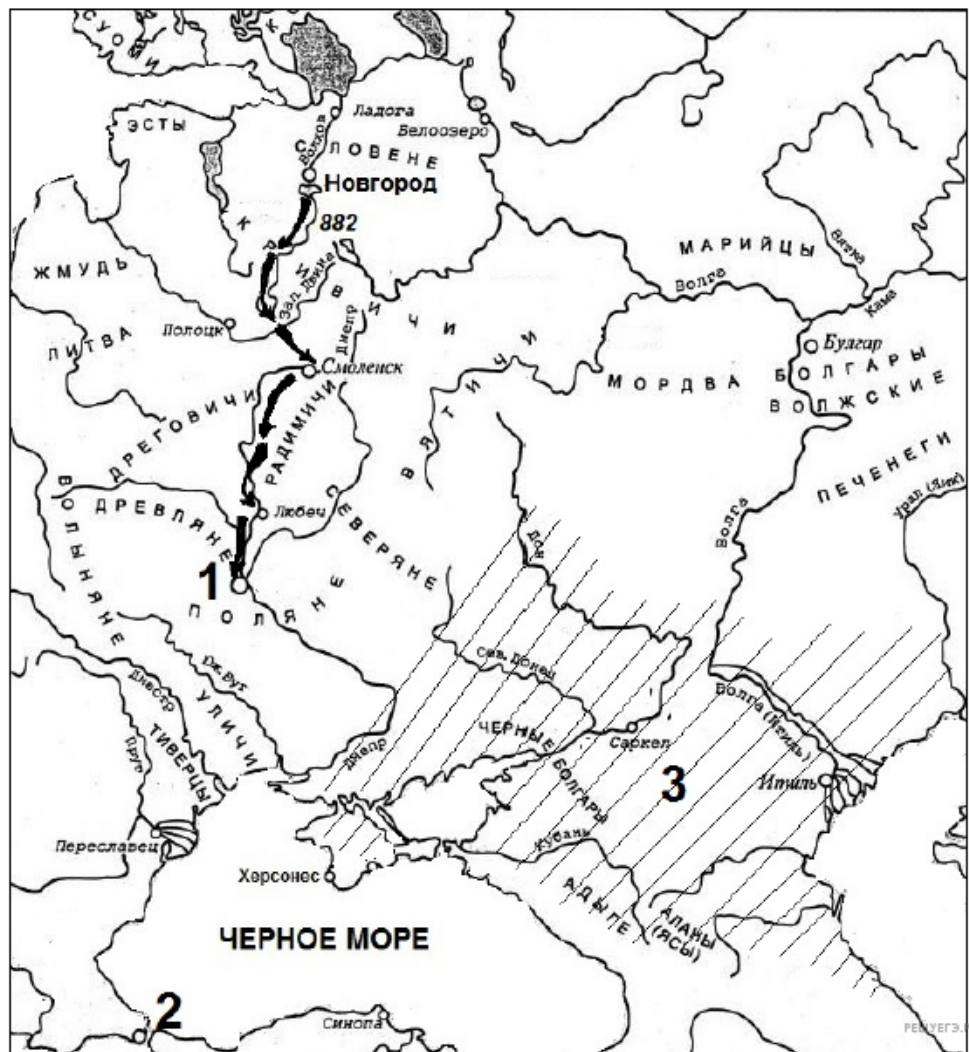 СУОМИ
К
Ладога
Белоозеро
ЭСТЫ
Волхов
СЛОВЕНЕ
Новгород
882
КРИВИЧИ
Зап. Двина
ЖМУДЬ
МАРИЙЦЫ
Вятка
Волга
Кама
Полоцк
Днепр
ЛИТВА
Булгар
Смоленск
МОРДВА
БОЛГАРЫ
ВОЛЖСКИЕ
ВЯТИЧИ
ДРЕГОВИЧИ
РАДИМИЧИ
ПЕЧЕНЕГИ
Урал (Яик)
ВОЛЫНЯНЕ
ДРЕВЛЯНЕ
Любеч
СЕВЕРЯНЕ
Волга
Дон
1
ПОЛЯНЕ
Сев. Донец
Днестр
УЛИЧИ
ТИВЕРЦЫ
Прут
Днепр
ЧЕРНЫЕ
БОЛГАРЫ
Саркел
Волга (Итиль)
3
Итиль
Переславец
Кубань
Херсонес
АДЫГЕ
АЛАНЫ
(ЯСЫ)
ЧЕРНОЕ МОРЕ
2
Синопа